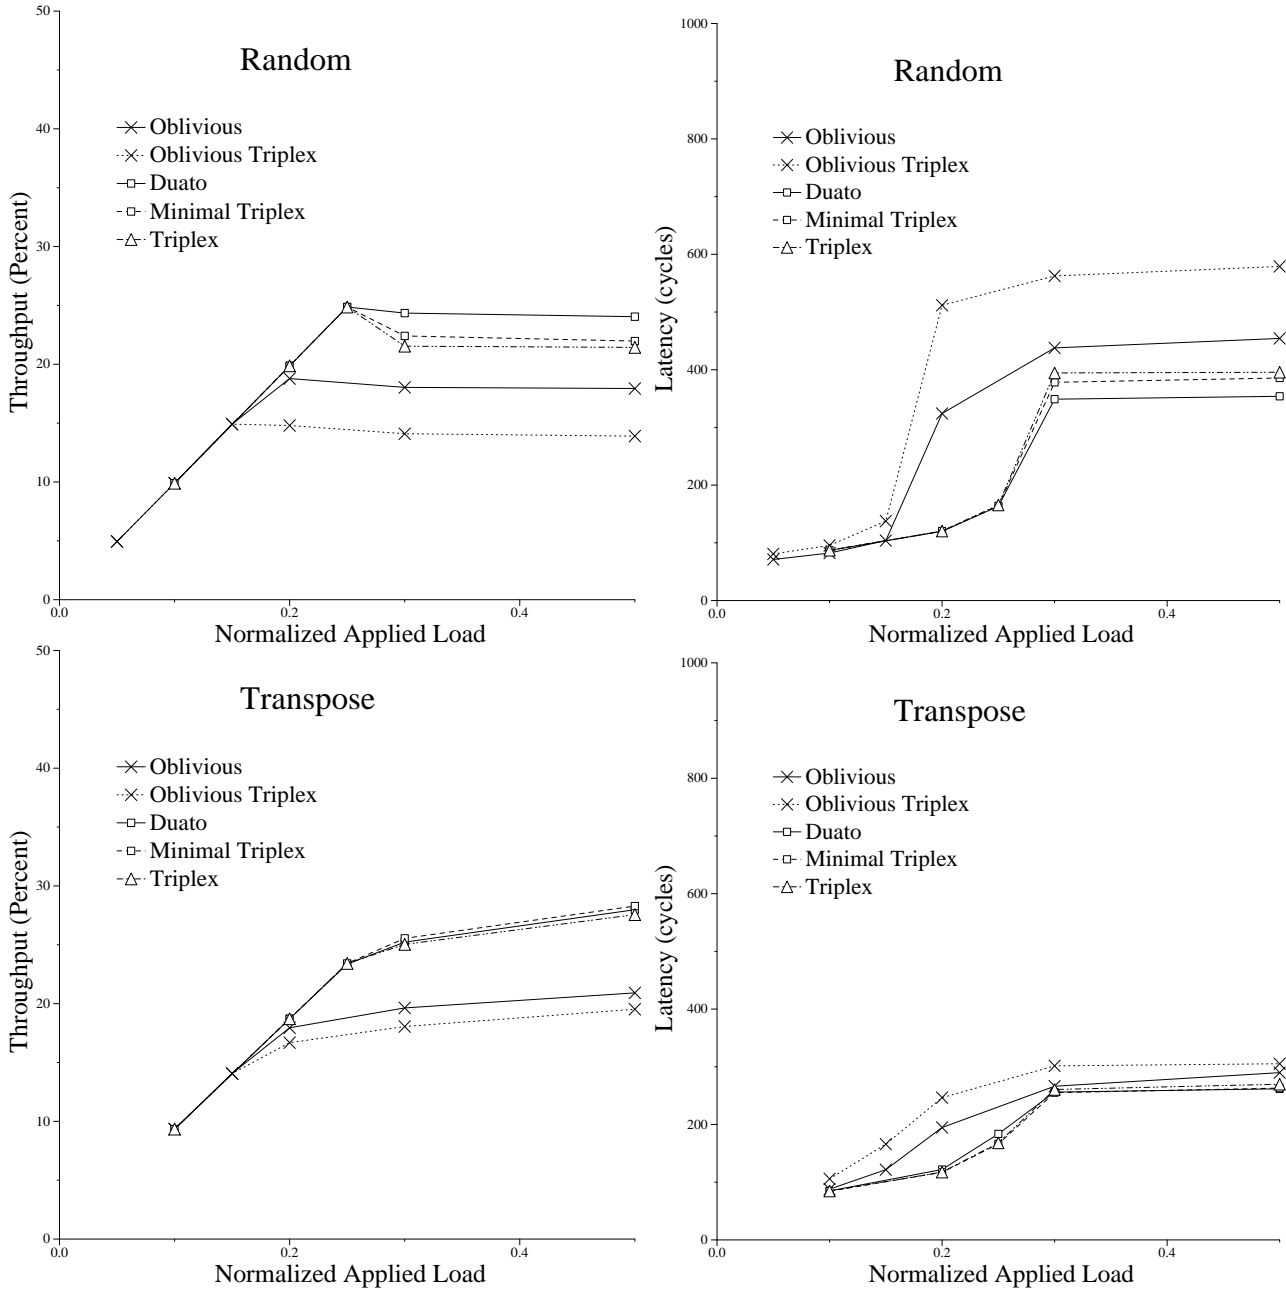 Random
Oblivious
Oblivious Triplex
Duato
Minimal Triplex
Triplex
Throughput (Percent)
50
40
30
20
10
0
0.0
0.2
0.4
Normalized Applied Load
Random
Oblivious
Oblivious Triplex
Duato
Minimal Triplex
Triplex
Latency (cycles)
1000
800
600
400
200
0
0.0
0.2
0.4
Normalized Applied Load
Transpose
Oblivious
Oblivious Triplex
Duato
Minimal Triplex
Triplex
Throughput (Percent)
50
40
30
20
10
0
0.0
0.2
0.4
Normalized Applied Load
Transpose
Oblivious
Oblivious Triplex
Duato
Minimal Triplex
Triplex
Latency (cycles)
1000
800
600
400
200
0
0.0
0.2
0.4
Normalized Applied Load